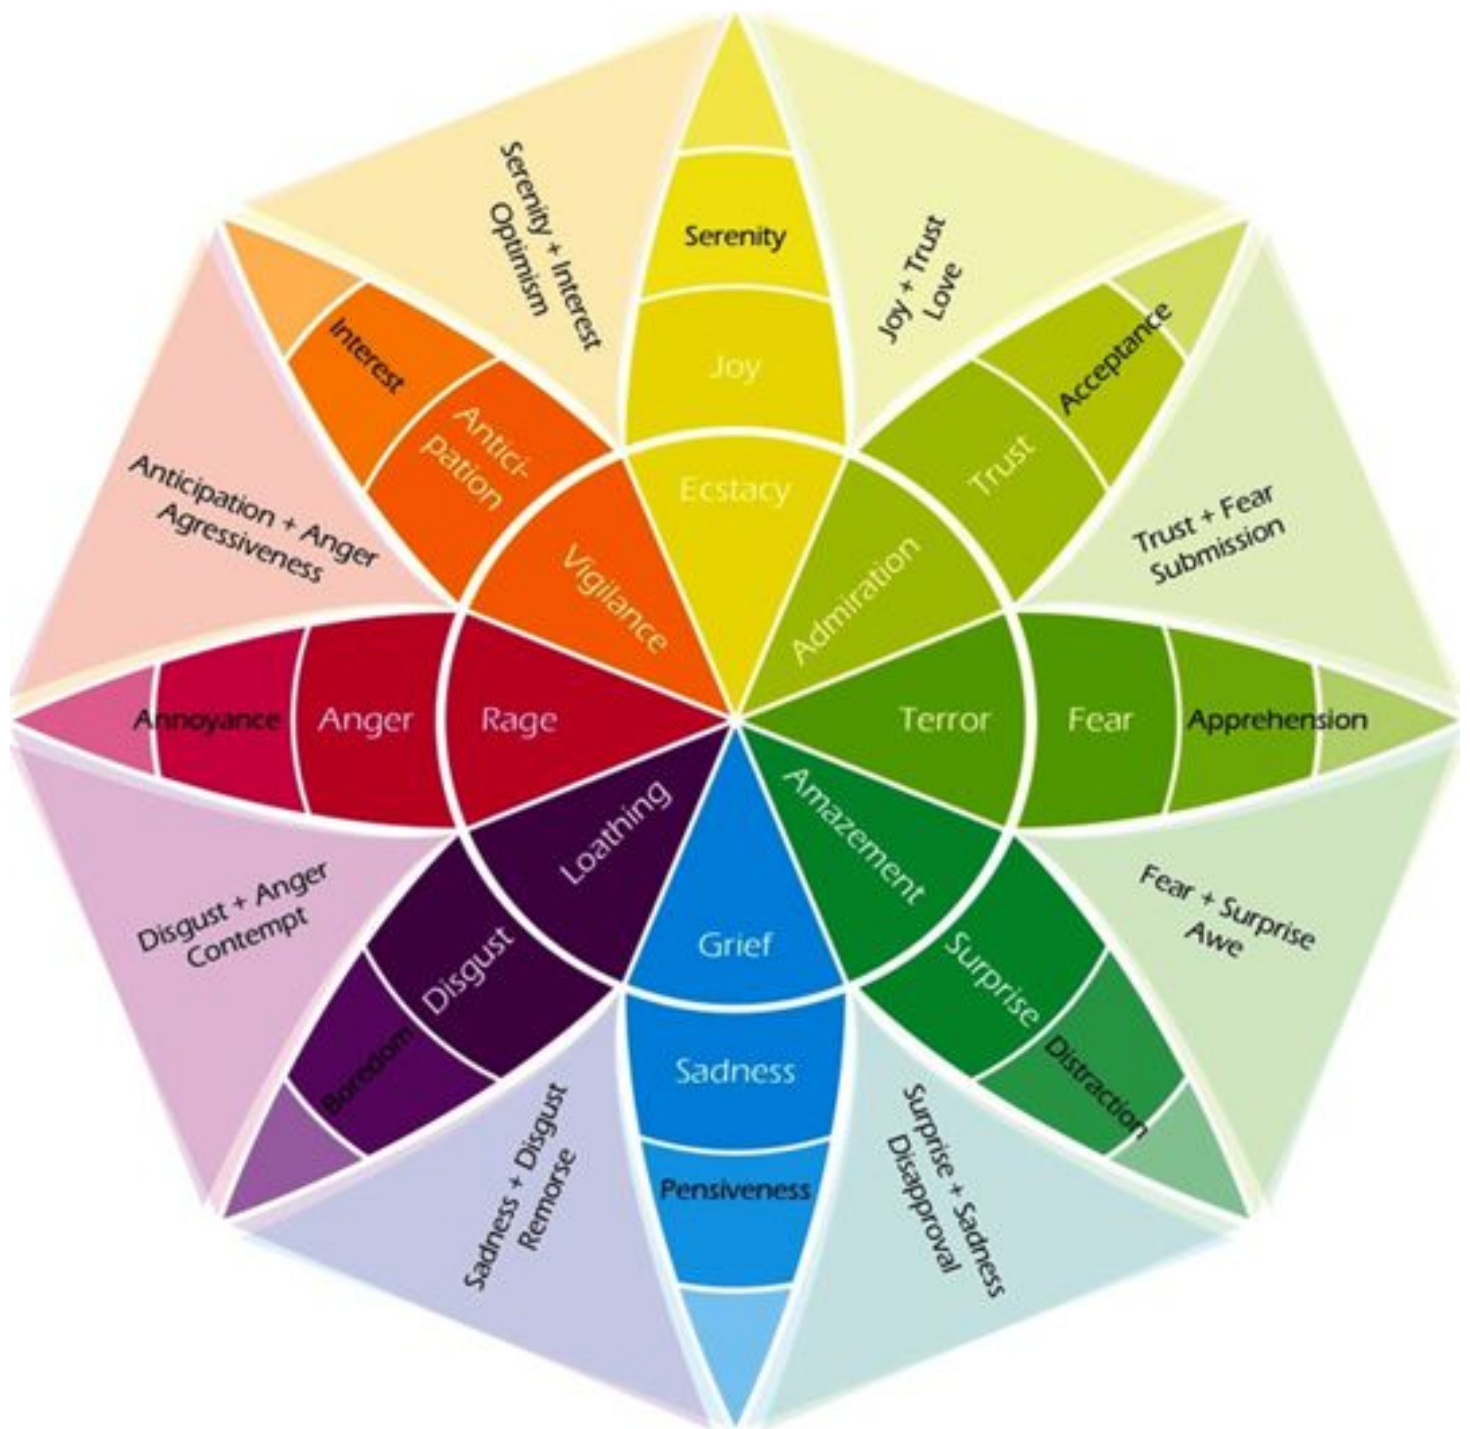 Serenity + Interest
Optimism
Serenity
Joy + Trust
Love
Joy
Ecstacy
Interest
Antici-
pation
Vigilance
Acceptance
Trust
Admiration
Anticipation + Anger
Agressiveness
Trust + Fear
Submission
Annoyance
Anger
Rage
Terror
Fear
Apprehension
Disgust + Anger
Contempt
Loathing
Disgust
Boredom
Grief
Sadness
Pensiveness
Amazement
Surprise
Distraction
Fear + Surprise
Awe
Sadness + Disgust
Remorse
Surprise + Sadness
Disapproval